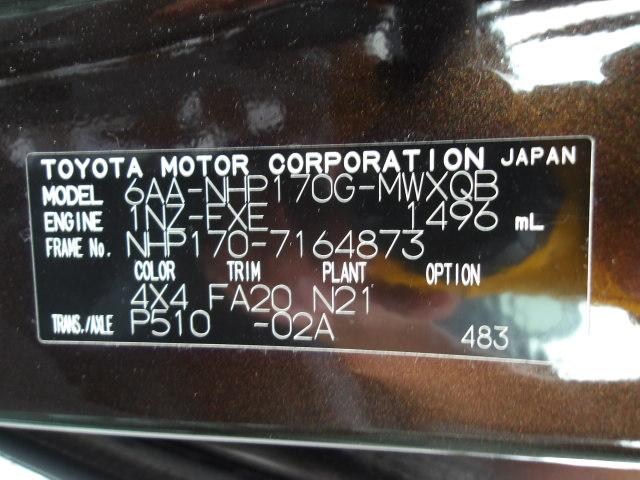 TOYOTA MOTOR CORPORATION JAPAN
MODEL 6AA-NHP170G-MWXQB
ENGINE 1NZ-FXE 1496 mL
FRAME No. NHP170-7164873
COLOR TRIM PLANT OPTION
4X4 FA20 N21
TRANS./AXLE P510 -02A 483